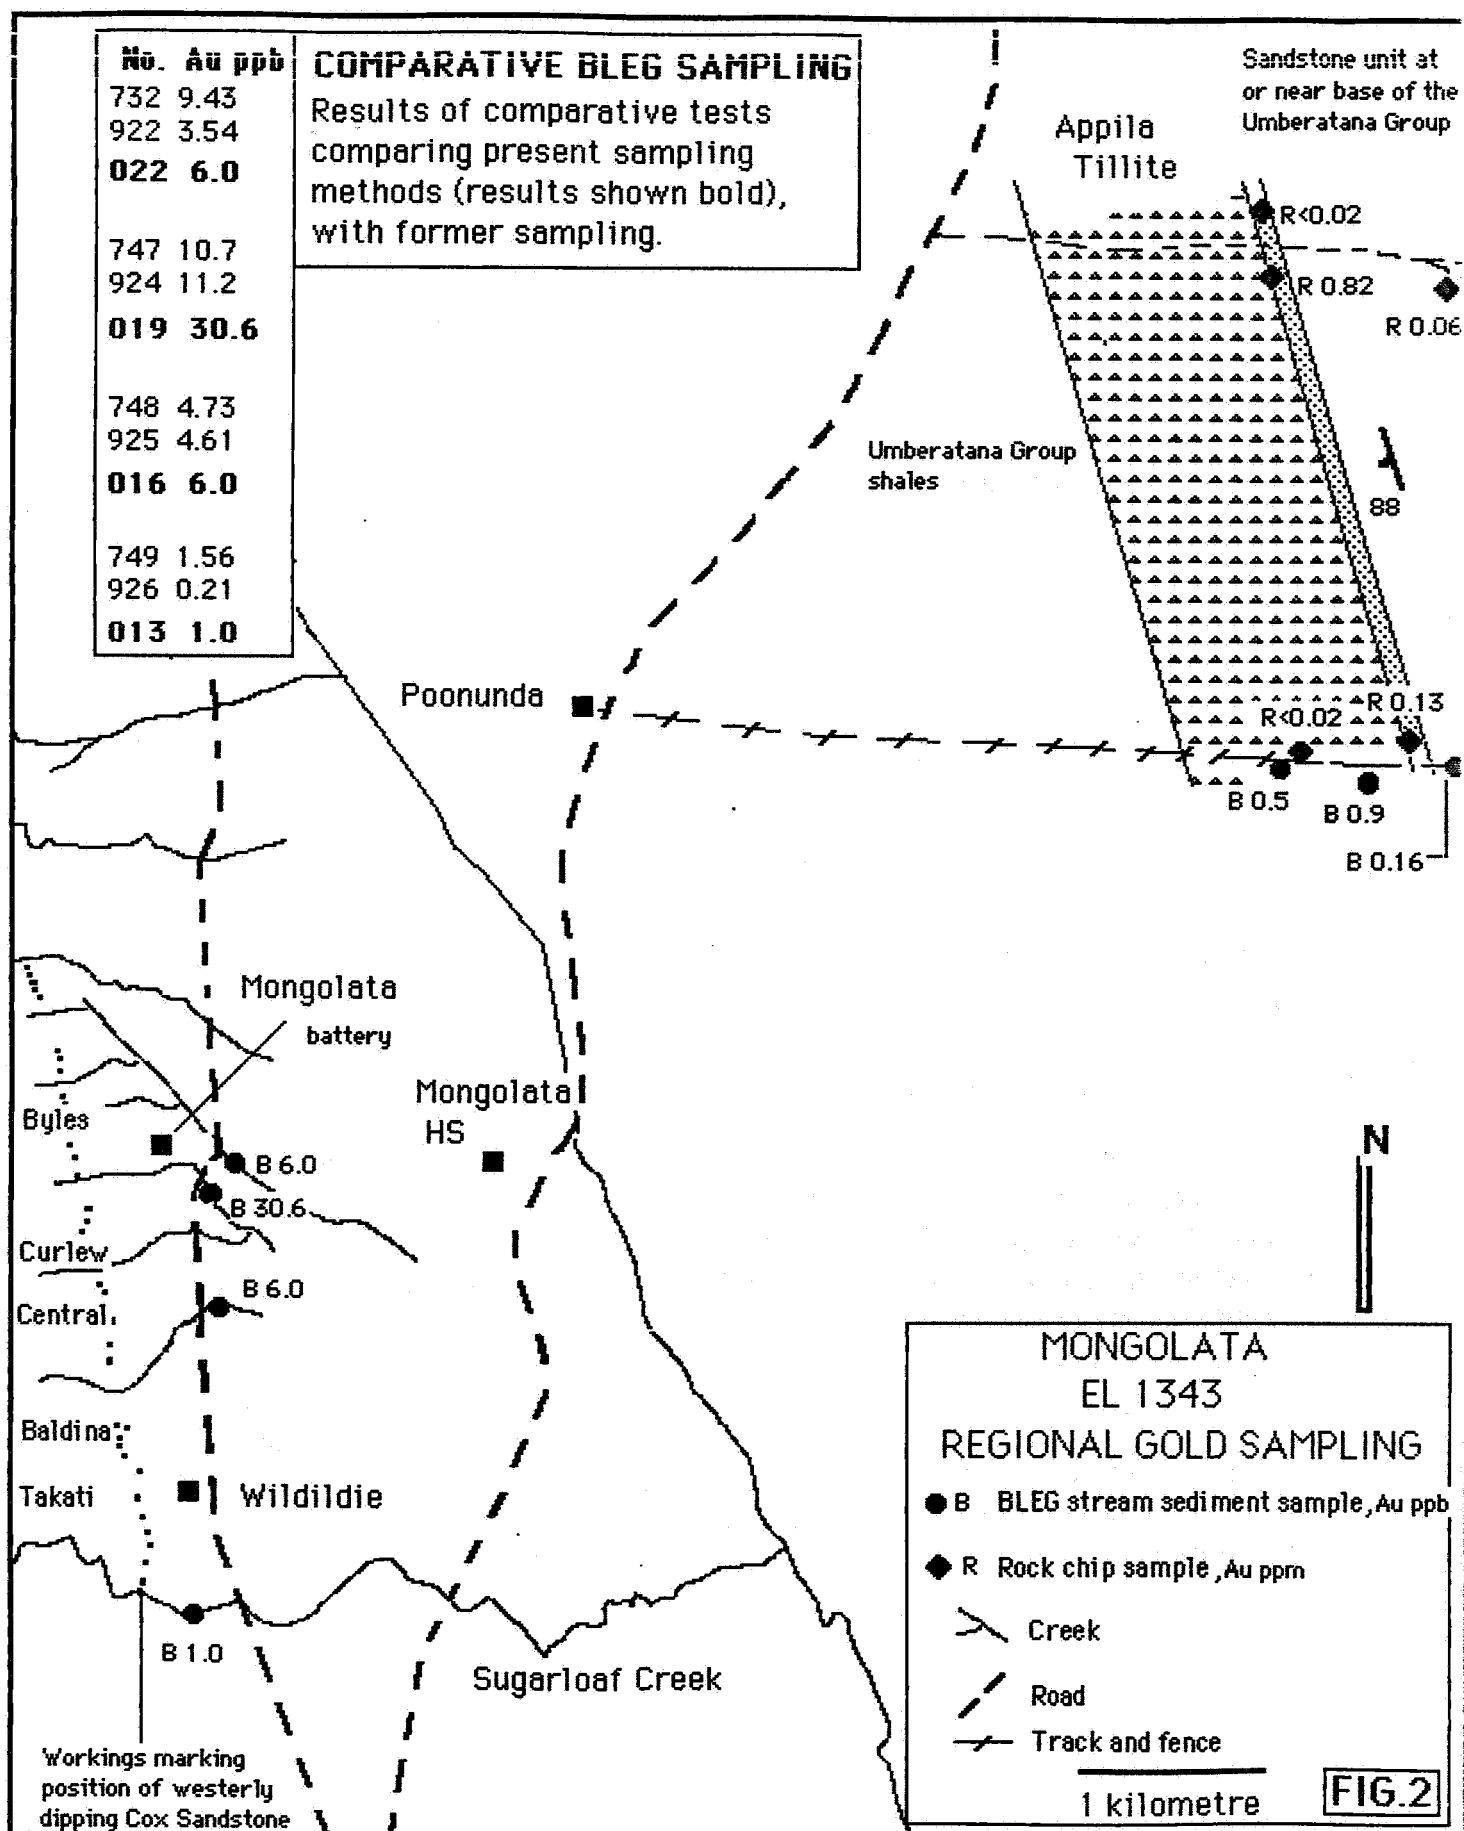 No. Au ppb
732 9.43
922 3.54
022 6.0
747 10.7
924 11.2
019 30.6
748 4.73
925 4.61
016 6.0
749 1.56
926 0.21
013 1.0
COMPARATIVE BLEG SAMPLING
Results of comparative tests
comparing present sampling
methods (results shown bold),
with former sampling.
Sandstone unit at
or near base of the
Umberatana Group
Appila
Tillite
R<0.02
R 0.82
R 0.06
Umberatana Group
shales
88
Poonunda
R 0.13
R<0.02
B 0.5
B 0.9
B 0.16
Mongolata
battery
Mongolata
HS
Byles
B 6.0
B 30.6
Curlew
B 6.0
Central
Baldina
Takati
Wildildie
B 1.0
Sugarloaf Creek
Workings marking
position of westerly
dipping Cox Sandstone
N
MONGOLATA
EL 1343
REGIONAL GOLD SAMPLING
B BLEG stream sediment sample, Au ppb
R Rock chip sample, Au ppm
Creek
Road
Track and fence
1 kilometre
FIG.2